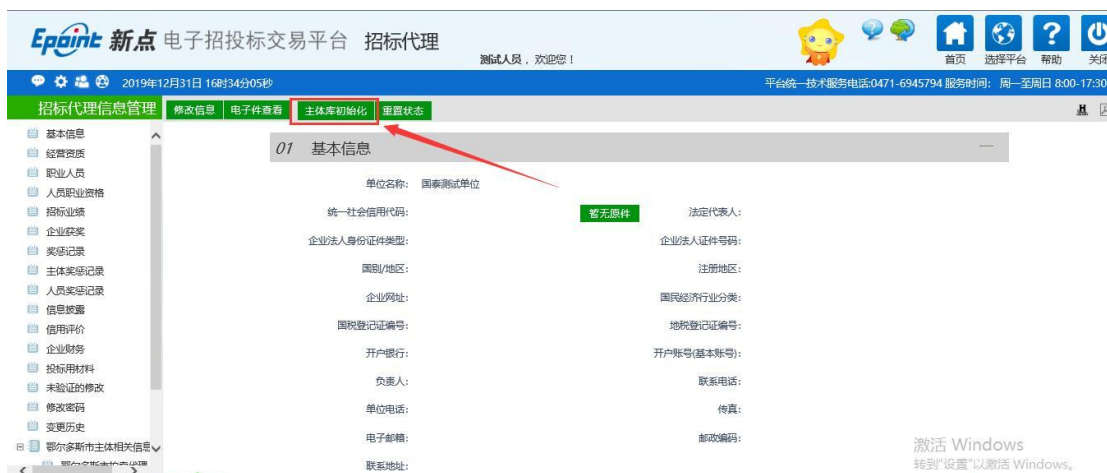 Epoint 新点 电子招投标交易平台 招标代理
测试人员，欢迎您！
首页 选择平台 帮助 关闭
2019年12月31日 16时34分05秒
平台统一技术服务电话:0471-6945794 服务时间: 周一至周日 8:00-17:30
招标代理信息管理 修改信息 电子件查看 主体库初始化 重置状态
基本信息
经营资质
职业人员
人员职业资格
招标业绩
企业获奖
奖惩记录
主体奖惩记录
人员奖惩记录
信息披露
信用评价
企业财务
投标用材料
未验证的修改
修改密码
变更历史
鄂尔多斯市主体相关信息
01 基本信息
单位名称: 国泰测试单位
统一社会信用代码: 暂无原件 法定代表人:
企业法人身份证件类型: 企业法人证件号码:
国别/地区: 注册地区:
企业网址: 国民经济行业分类:
国税登记证编号: 地税登记证编号:
开户银行: 开户账号(基本账号):
负责人: 联系电话:
单位电话: 传真:
电子邮箱: 邮政编码:
联系地址:
激活 Windows
转到"设置"以激活 Windows。